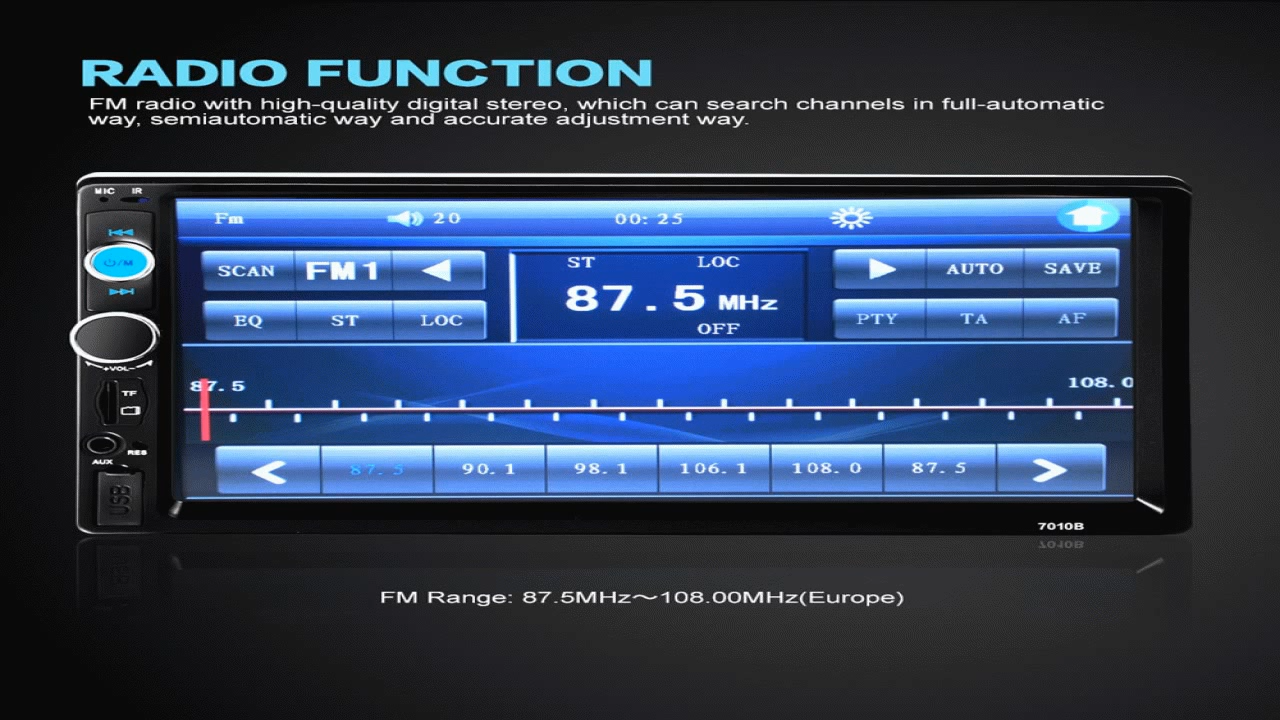 RADIO FUNCTION
FM radio with high-quality digital stereo, which can search channels in full-automatic
way, semiautomatic way and accurate adjustment way.
MIC IR
Fm 20 00:25
⏻/M
SCAN FM1 ST LOC AUTO SAVE
87.5 MHz
EQ ST LOC OFF PTY TA AF
+VOL-
87.5 108.0
TF
AUX RES
87.5 90.1 98.1 106.1 108.0 87.5
USB
7010B
FM Range: 87.5MHz~108.00MHz(Europe)